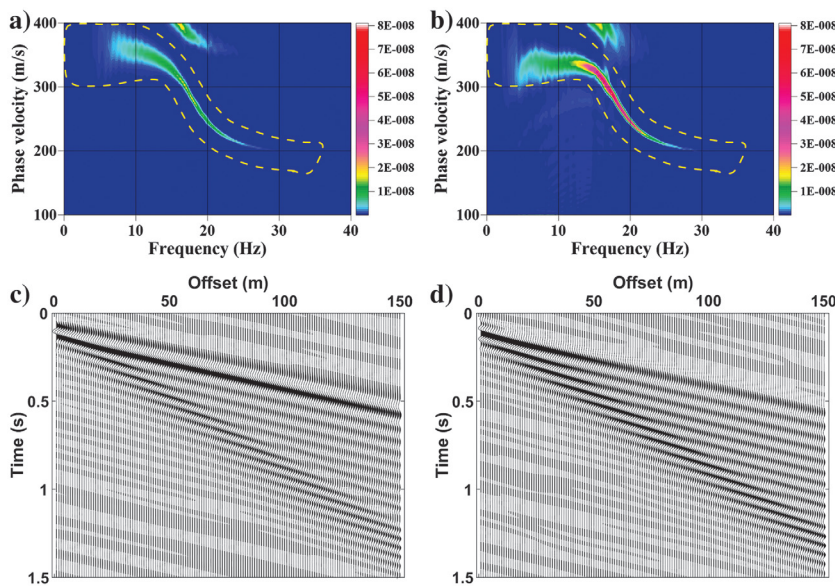 a)
Phase velocity (m/s)
400
300
200
100
0 10 20 30 40
Frequency (Hz)
8E-008
7E-008
6E-008
5E-008
4E-008
3E-008
2E-008
1E-008
b)
Phase velocity (m/s)
400
300
200
100
0 10 20 30 40
Frequency (Hz)
8E-008
7E-008
6E-008
5E-008
4E-008
3E-008
2E-008
1E-008
c)
Offset (m)
0 50 100 150
Time (s)
0
0.5
1
1.5
d)
Offset (m)
0 50 100 150
Time (s)
0
0.5
1
1.5